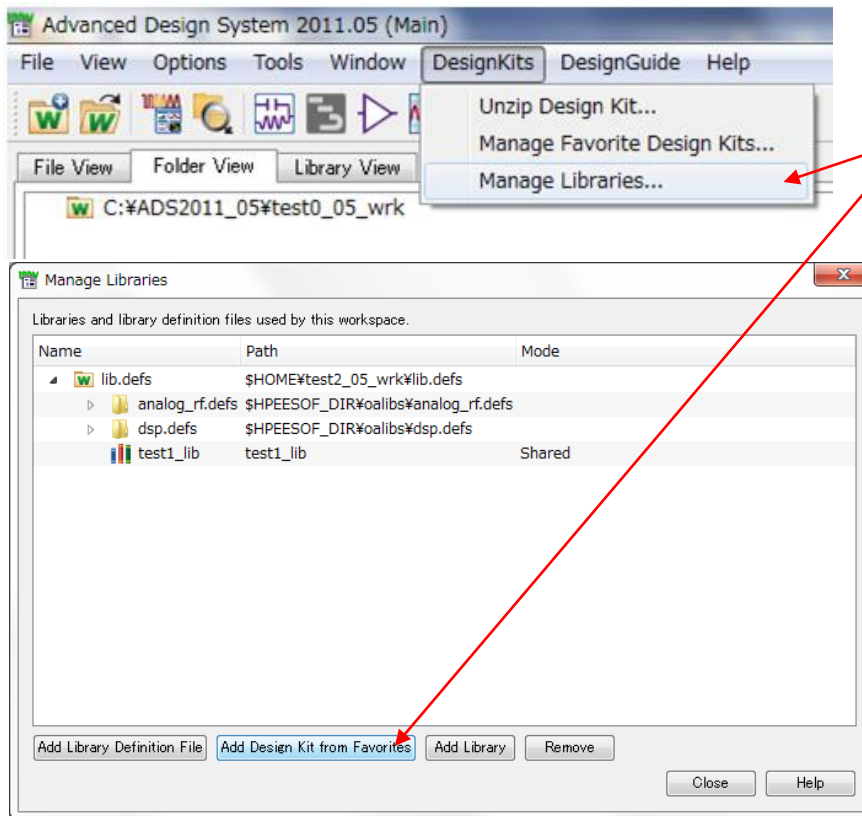 Advanced Design System 2011.05 (Main)
File View Options Tools Window DesignKits DesignGuide Help
Unzip Design Kit...
Manage Favorite Design Kits...
Manage Libraries...
File View Folder View Library View
C:¥ADS2011_05¥test0_05_wrk
Manage Libraries
Libraries and library definition files used by this workspace.
Name Path Mode
lib.defs $HOME¥test2_05_wrk¥lib.defs
analog_rf.defs $HPEESOF_DIR¥oalibs¥analog_rf.defs
dsp.defs $HPEESOF_DIR¥oalibs¥dsp.defs
test1_lib test1_lib Shared
Add Library Definition File Add Design Kit from Favorites Add Library Remove
Close Help